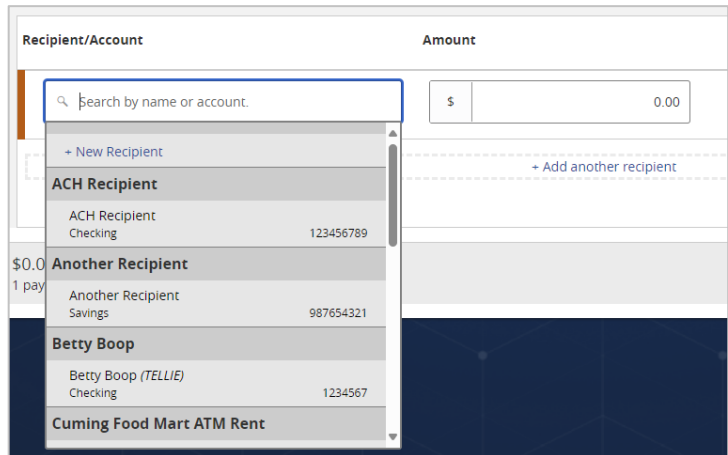 Recipient/Account
Amount
Search by name or account.
$
0.00
+ New Recipient
+ Add another recipient
ACH Recipient
ACH Recipient
Checking
123456789
Another Recipient
Another Recipient
Savings
987654321
$0.0
1 pay
Betty Boop
Betty Boop (TELLIE)
Checking
1234567
Cuming Food Mart ATM Rent